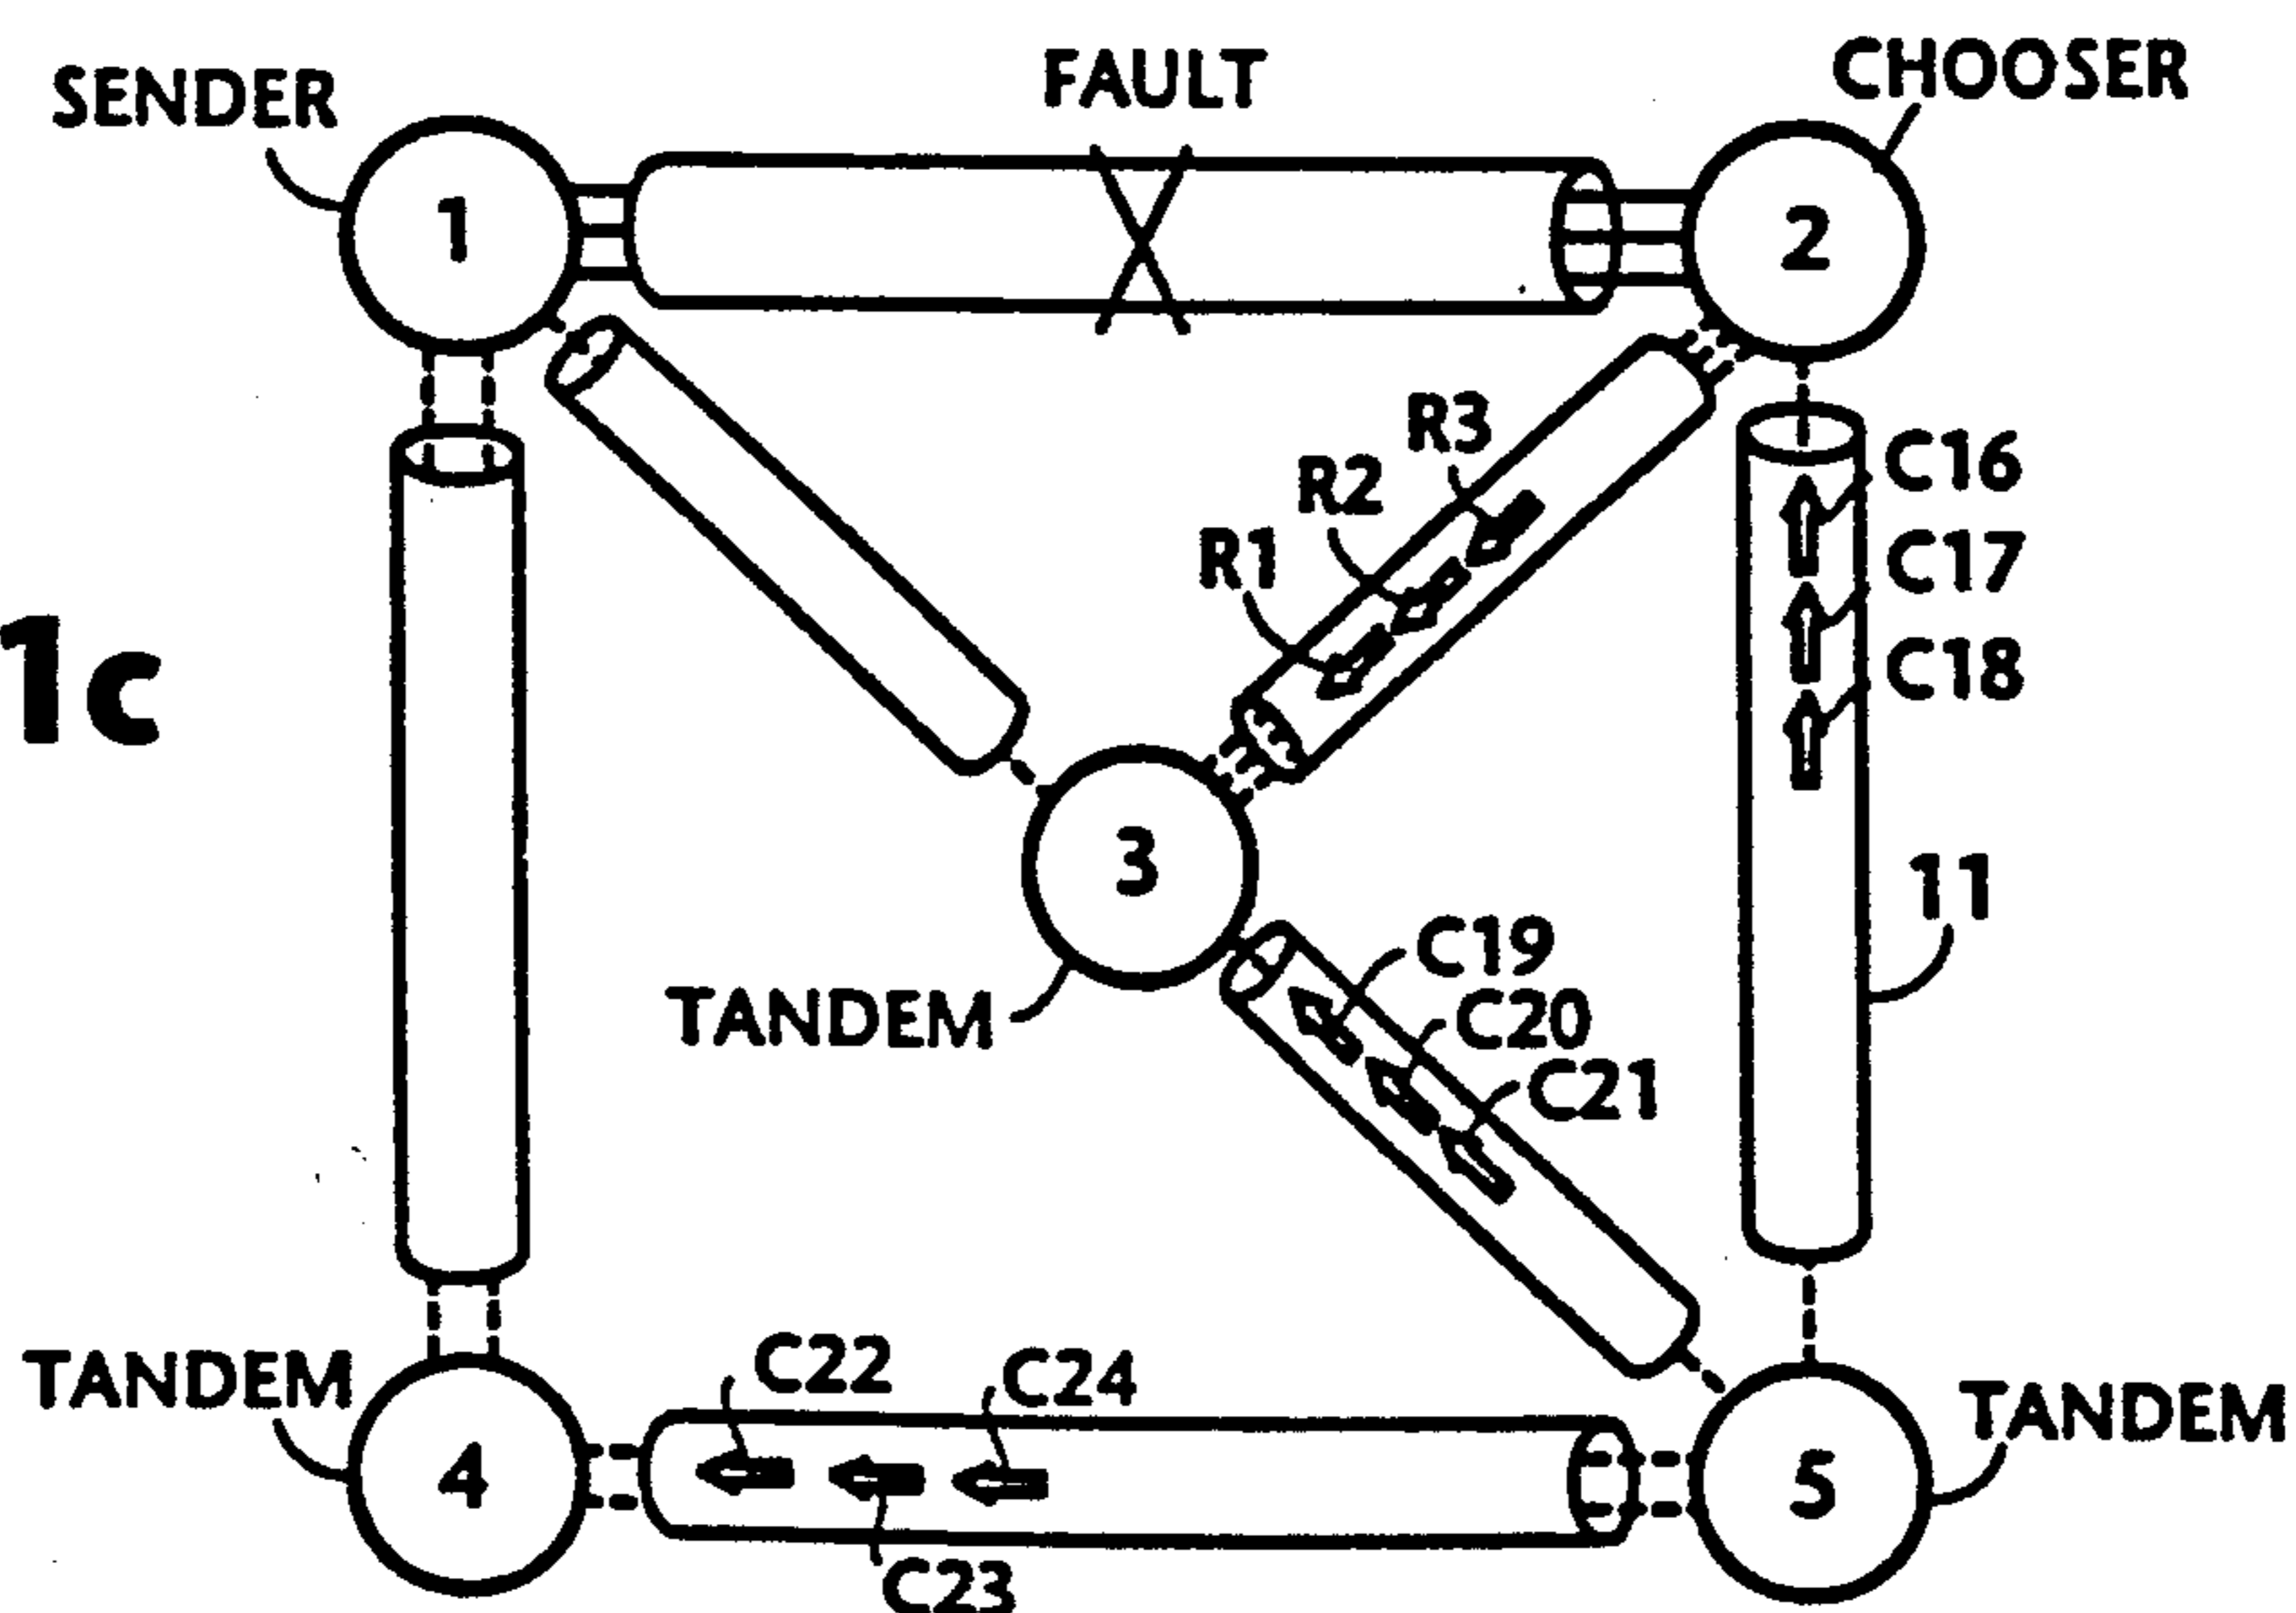 SENDER
FAULT
CHOOSER
1
2
R3
R2
R1
C16
C17
C18
1c
3
11
TANDEM
C19
C20
C21
TANDEM
C22
C24
TANDEM
4
5
C23